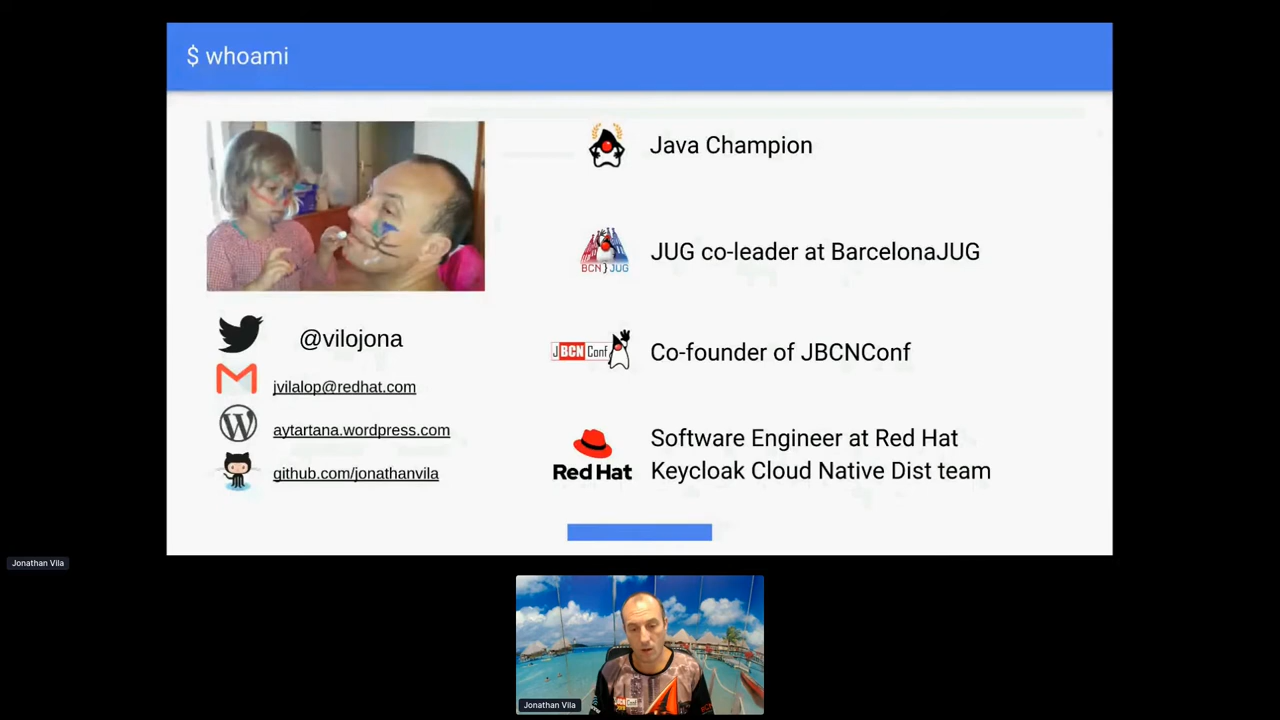 $ whoami
Java Champion
BCN } JUG
JUG co-leader at BarcelonaJUG
@vilojona
JBCNConf
Co-founder of JBCNConf
jvilalop@redhat.com
aytartana.wordpress.com
Software Engineer at Red Hat
Red Hat
Keycloak Cloud Native Dist team
github.com/jonathanvila
Jonathan Vila
Jonathan Vila